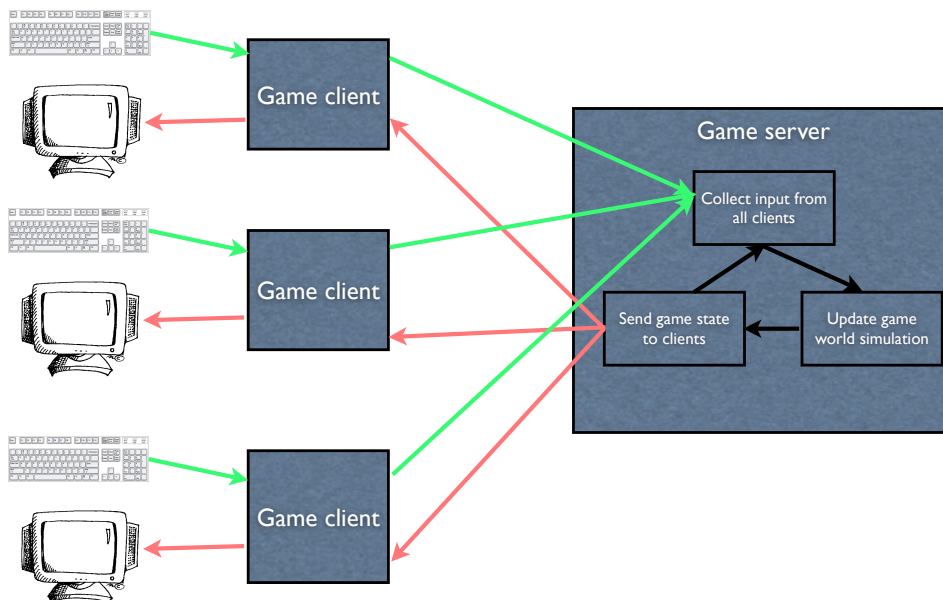 Game client
Game server
Collect input from
all clients
Game client
Send game state
to clients
Update game
world simulation
Game client